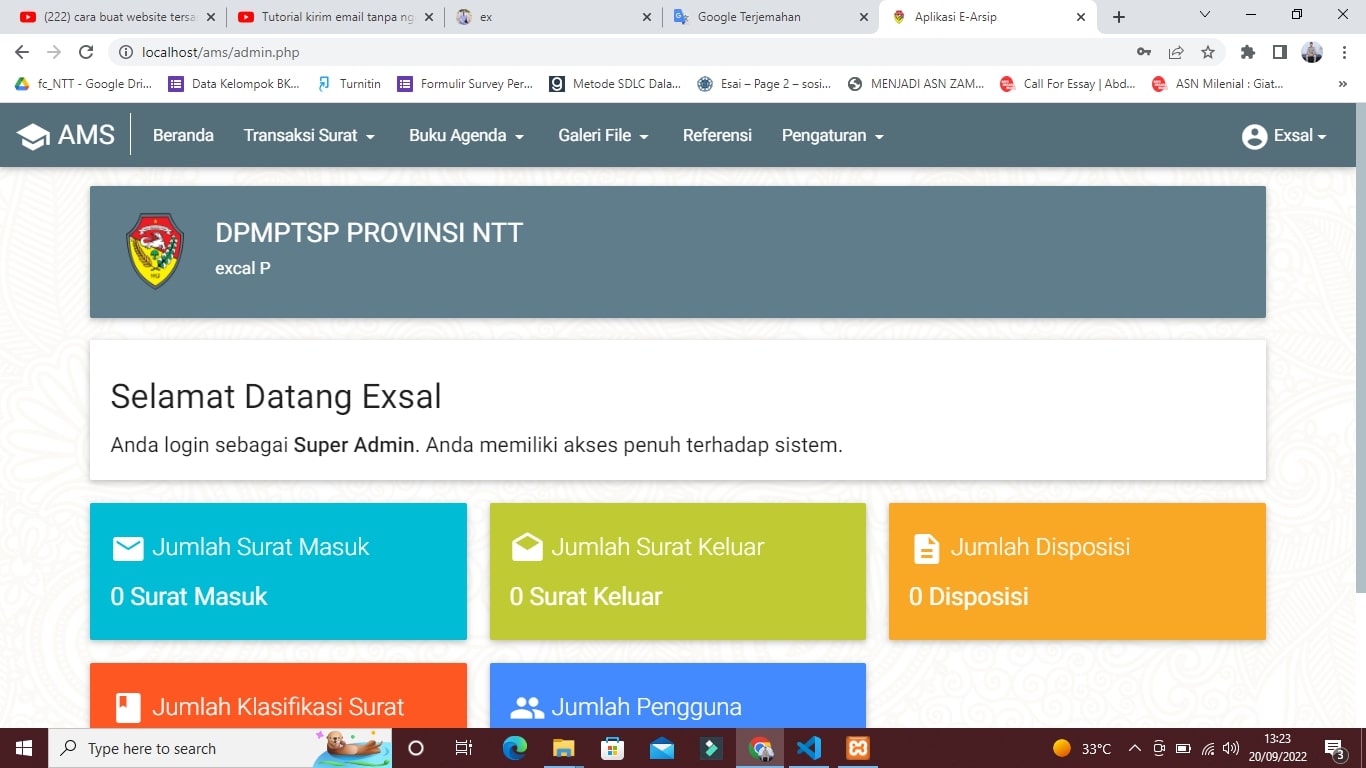 (222) cara buat website tersa
Tutorial kirim email tanpa ng
ex
Google Terjemahan
Aplikasi E-Arsip
localhost/ams/admin.php
fc_NTT - Google Dri...
Data Kelompok BK...
Turnitin
Formulir Survey Per...
Metode SDLC Dala...
Esai – Page 2 – sosi...
MENJADI ASN ZAM...
Call For Essay | Abd...
ASN Milenial : Giat...
»
AMS
Beranda
Transaksi Surat
Buku Agenda
Galeri File
Referensi
Pengaturan
Exsal
DPMPTSP PROVINSI NTT
excal P
Selamat Datang Exsal
Anda login sebagai Super Admin. Anda memiliki akses penuh terhadap sistem.
Jumlah Surat Masuk
0 Surat Masuk
Jumlah Surat Keluar
0 Surat Keluar
Jumlah Disposisi
0 Disposisi
Jumlah Klasifikasi Surat
Jumlah Pengguna
Type here to search
33°C
13:23
20/09/2022
3